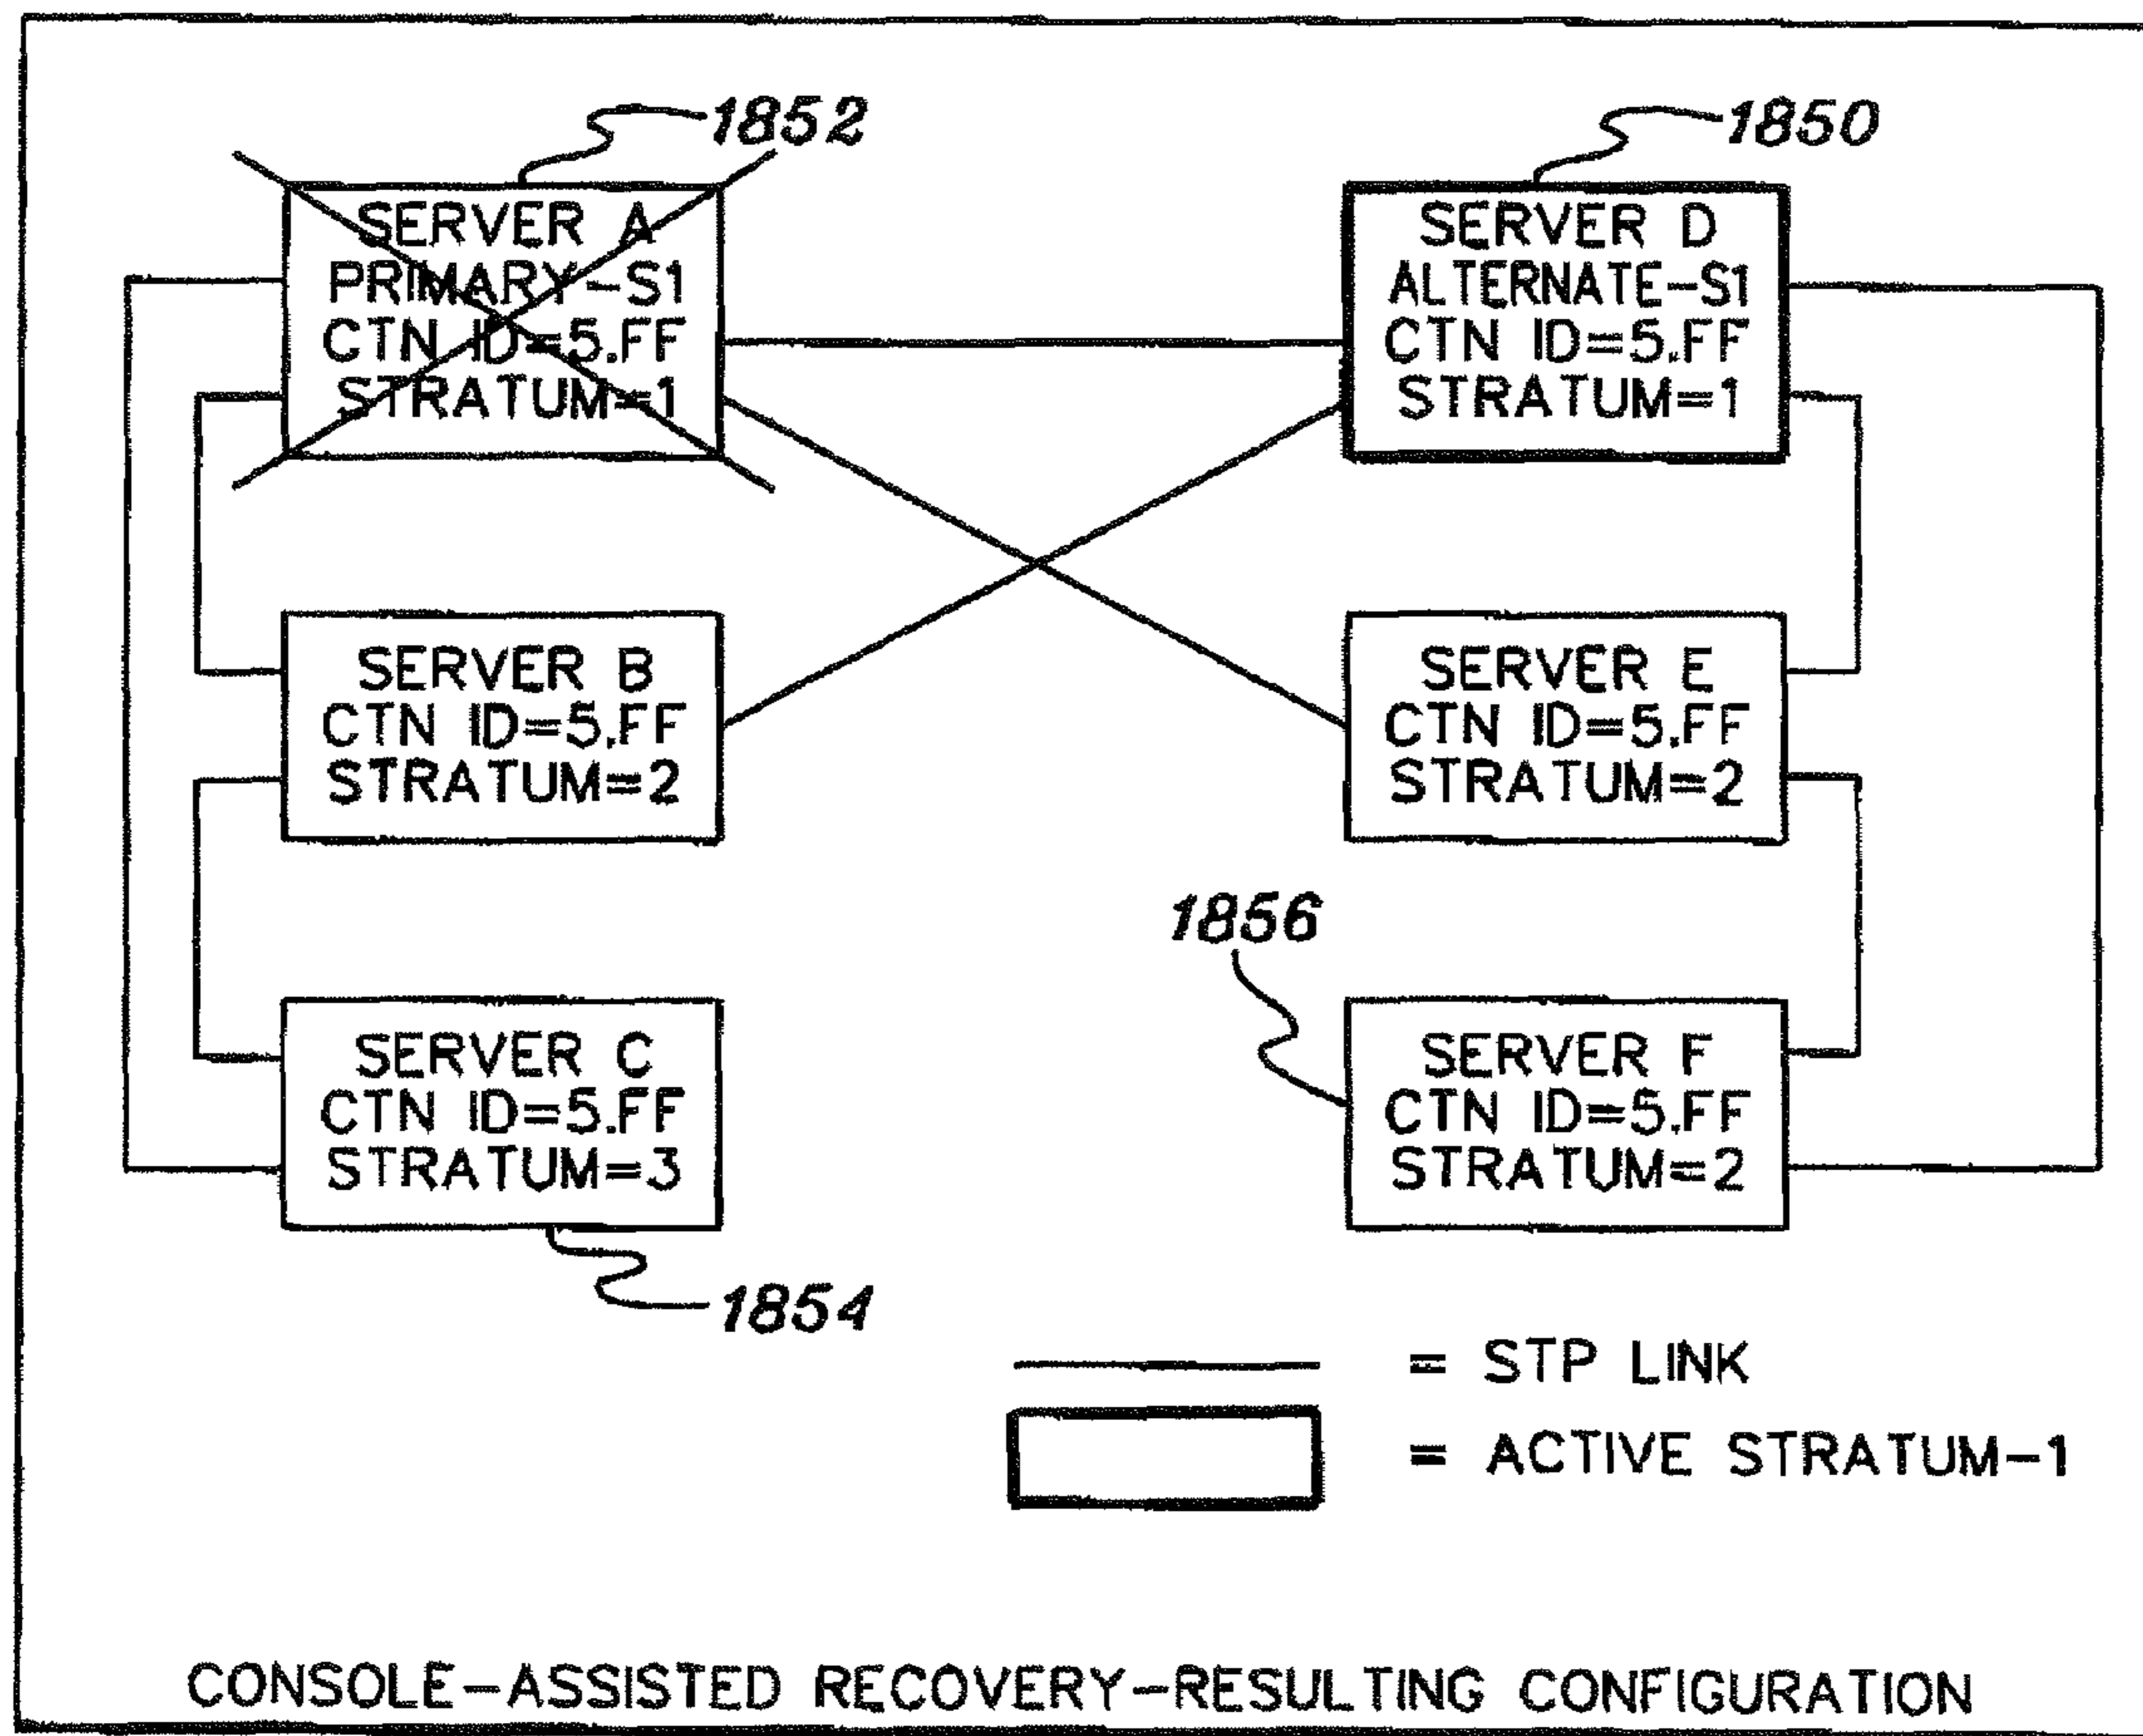 1852
SERVER A
PRIMARY-S1
CTN ID=5.FF
STRATUM=1
1850
SERVER D
ALTERNATE-S1
CTN ID=5.FF
STRATUM=1
SERVER B
CTN ID=5.FF
STRATUM=2
SERVER E
CTN ID=5.FF
STRATUM=2
SERVER C
CTN ID=5.FF
STRATUM=3
1854
1856
SERVER F
CTN ID=5.FF
STRATUM=2
= STP LINK
= ACTIVE STRATUM-1
CONSOLE-ASSISTED RECOVERY-RESULTING CONFIGURATION